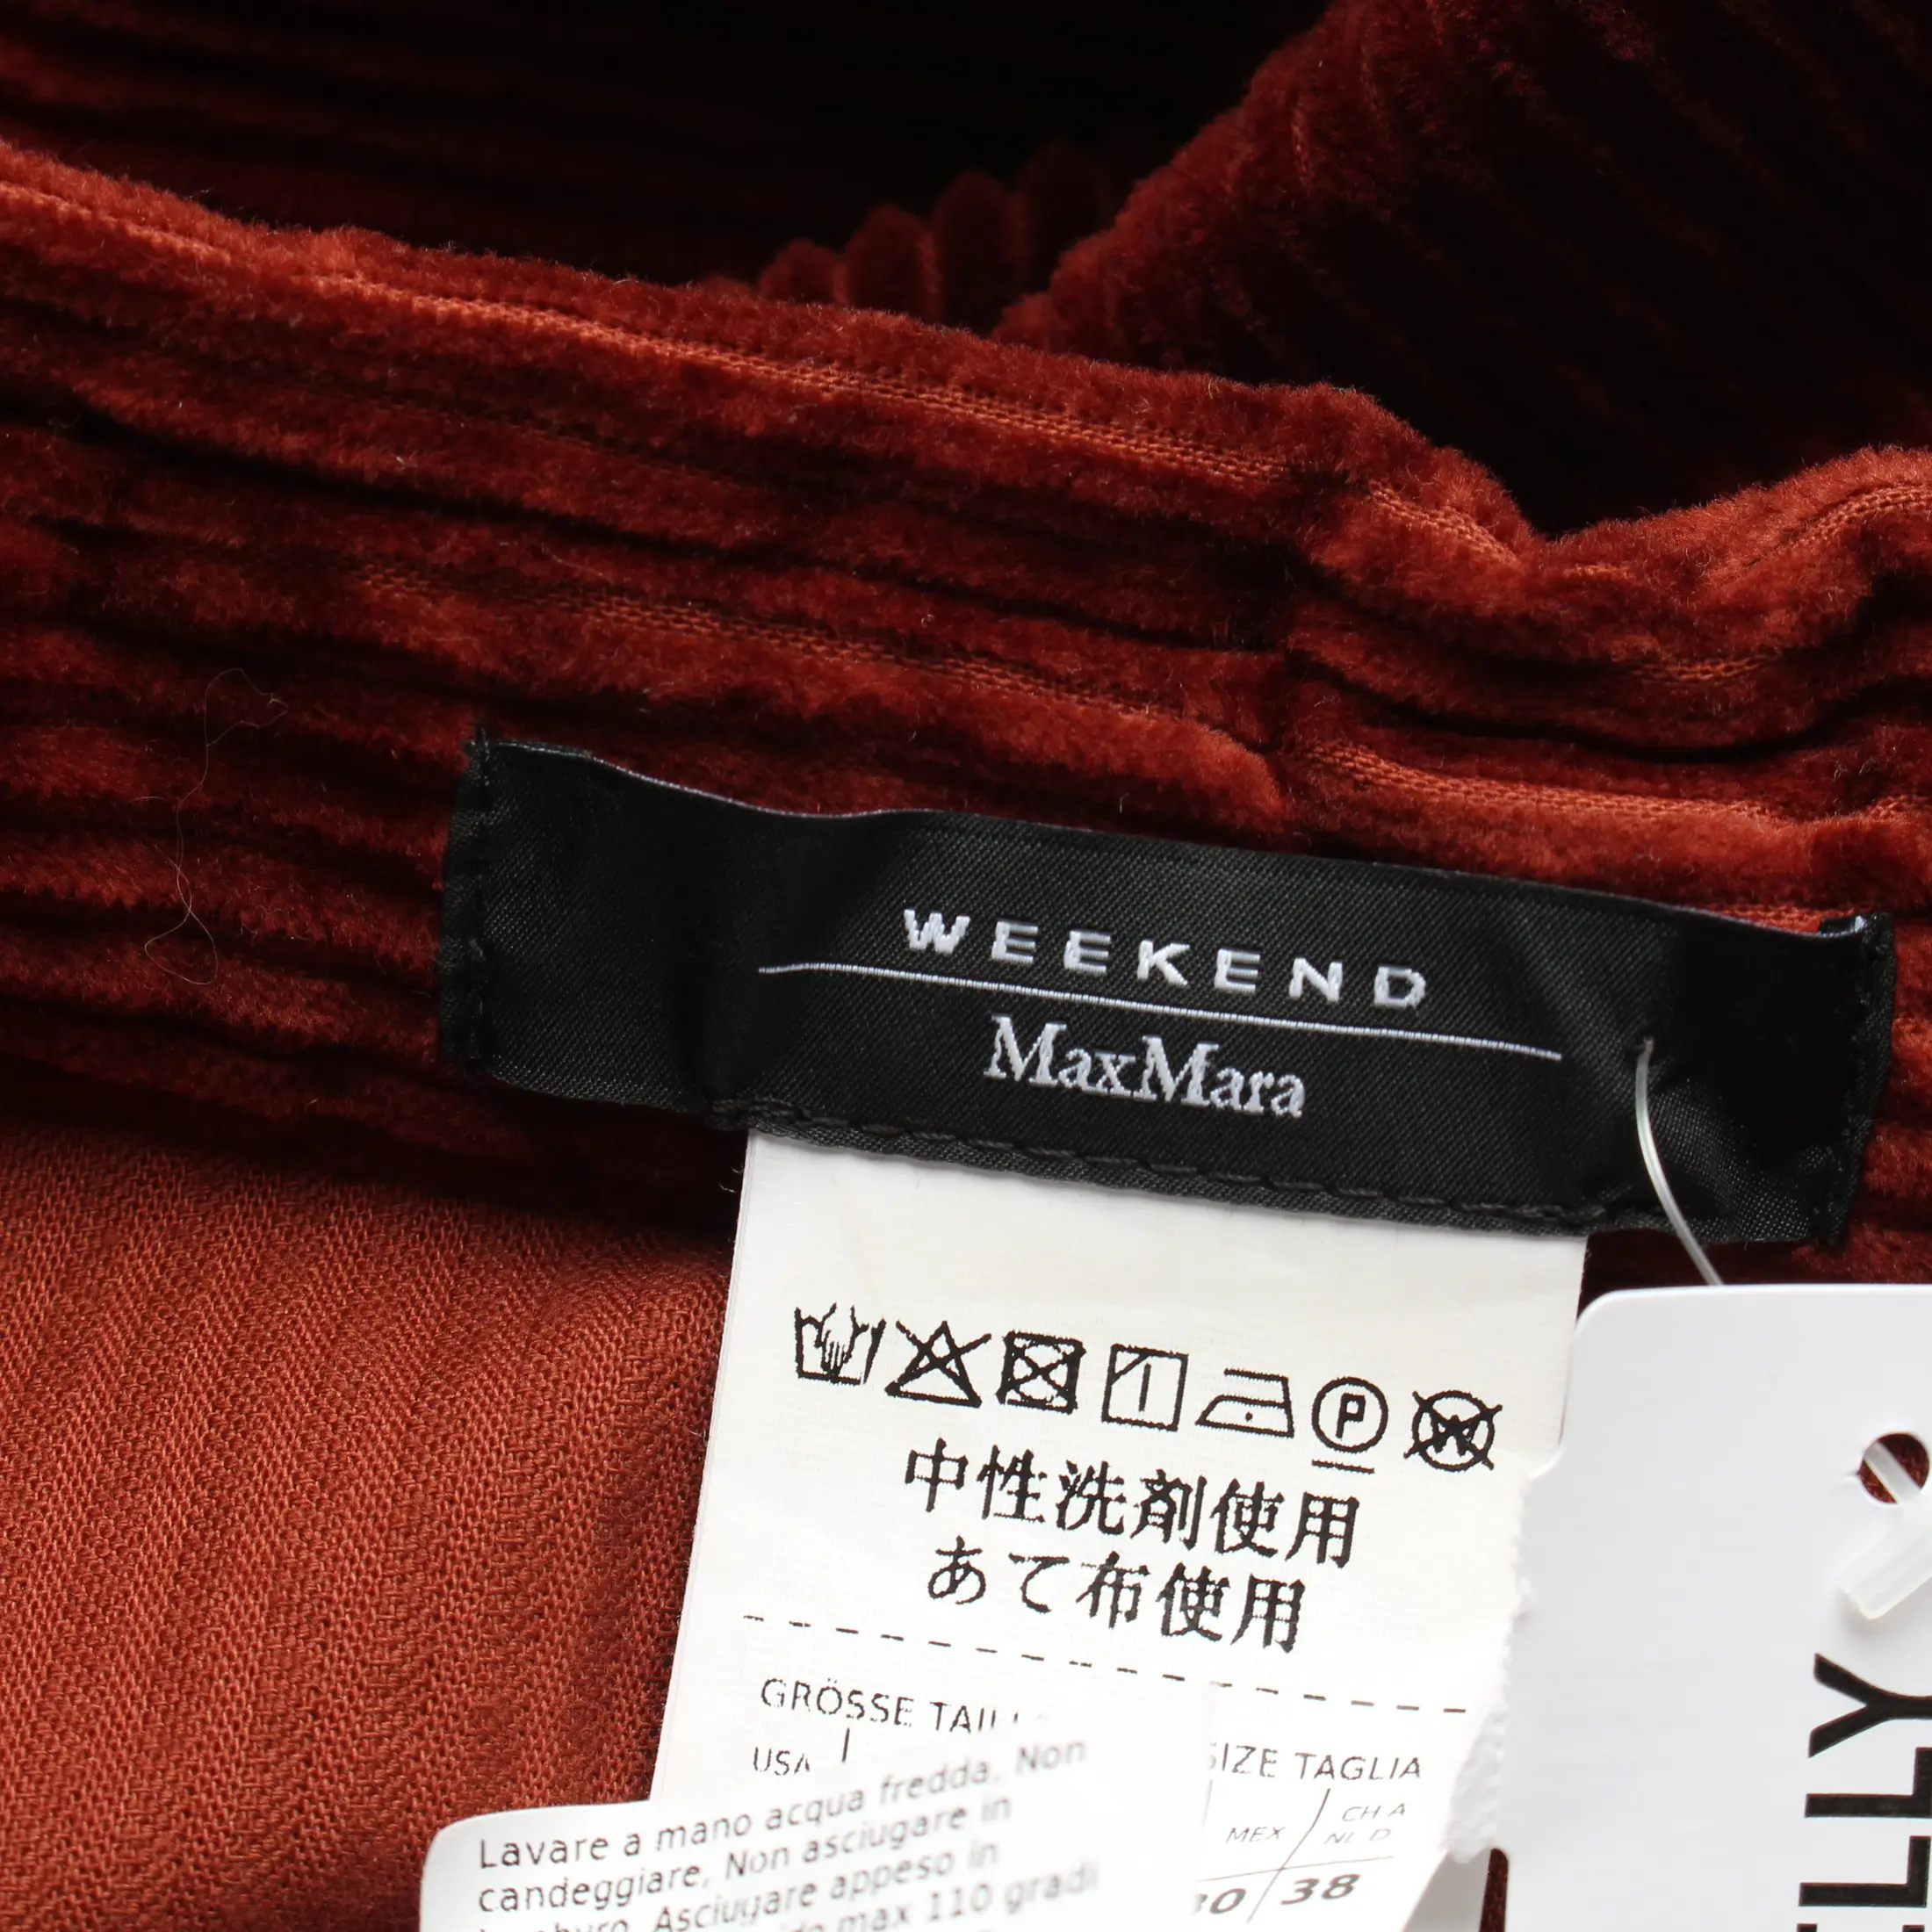 WEEKEND
MaxMara
P
W
中性洗剤使用
あて布使用
GRÖSSE
USA
SIZE TAGLIA
MEX
CH A
NL D
38
Lavare a mano acqua fredda. Non
candeggiare. Non asciugare in
Asciugare appeso in
max 110 gradi